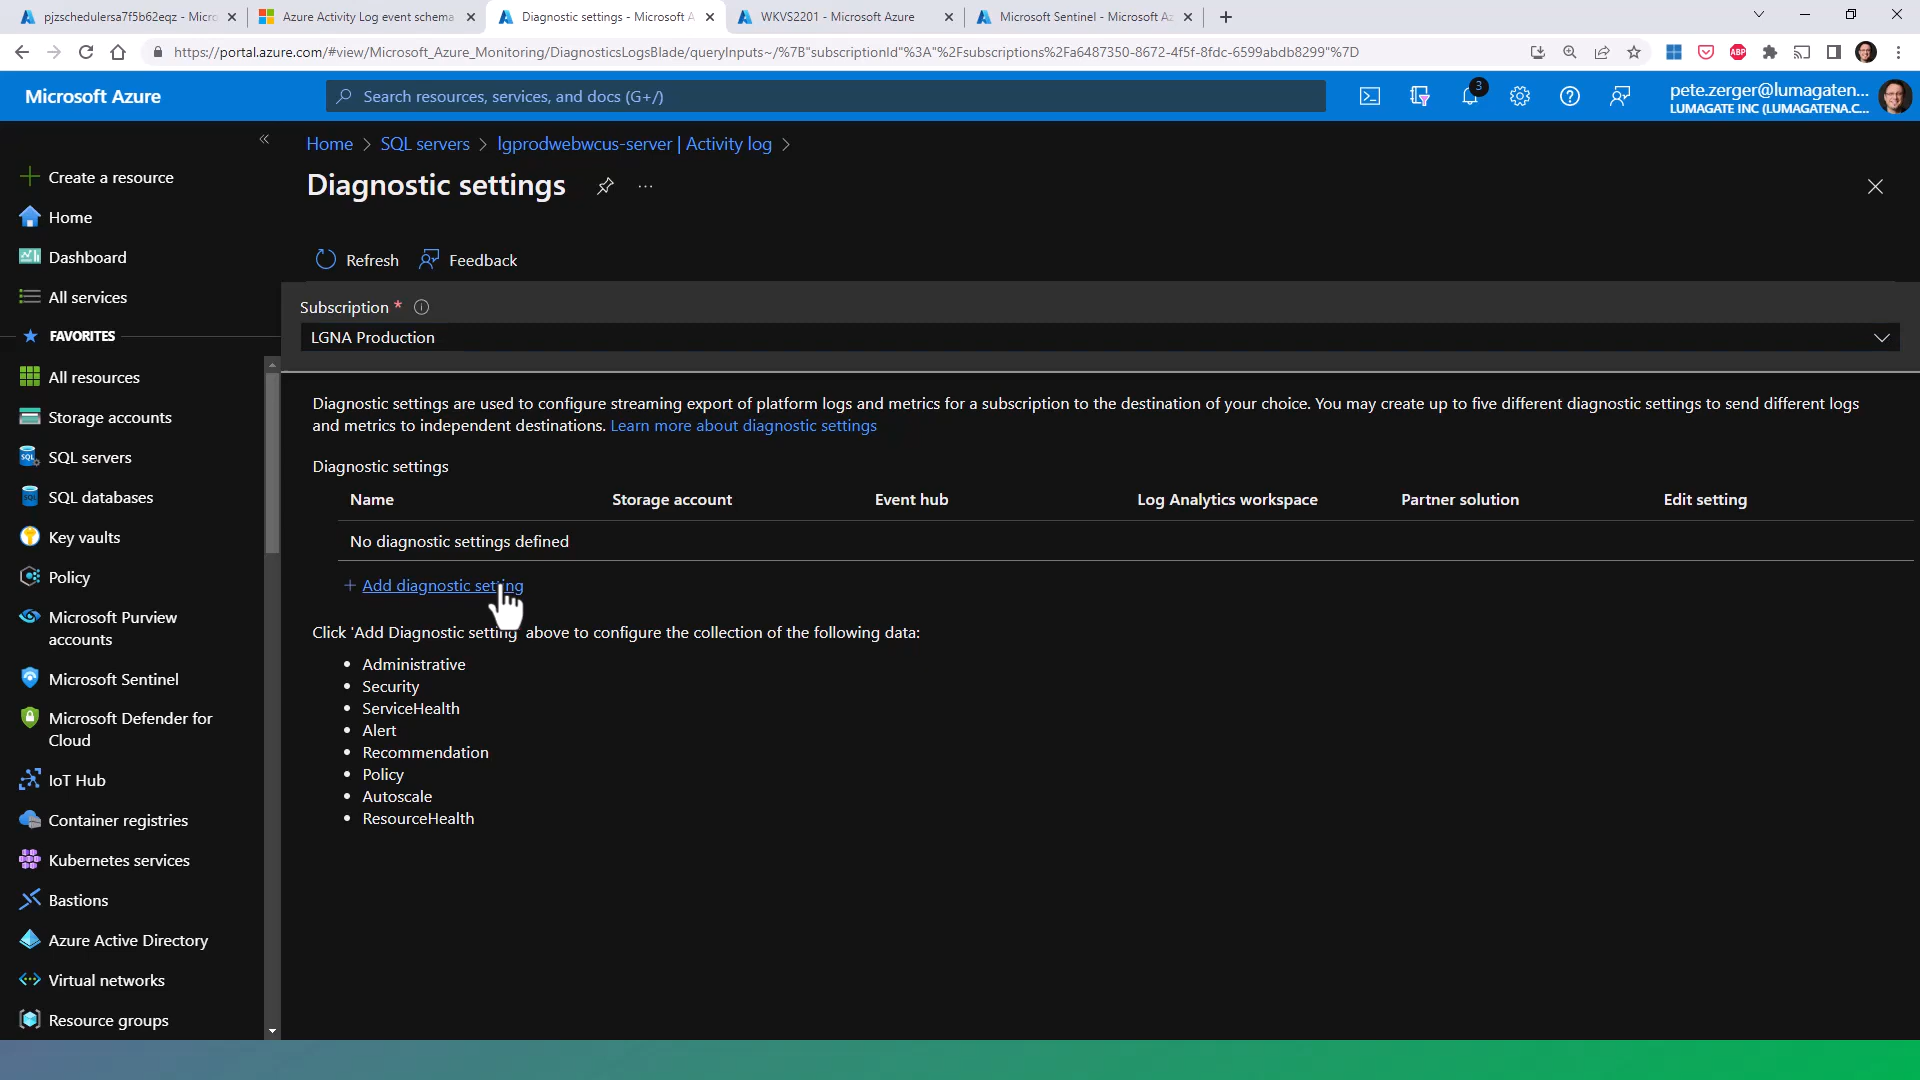 pjzschedulersa7f5b62eqz - Micro
Azure Activity Log event schema
Diagnostic settings - Microsoft A
WKVS2201 - Microsoft Azure
Microsoft Sentinel - Microsoft Az
https://portal.azure.com/#view/Microsoft_Azure_Monitoring/DiagnosticsLogsBlade/queryInputs~/%7B"subscriptionId"%3A"%2Fsubscriptions%2Fa6487350-8672-4f5f-8fdc-6599abdb8299"%7D
ABP
Microsoft Azure
Search resources, services, and docs (G+/)
3
pete.zerger@lumagaten...
LUMAGATE INC (LUMAGATENA.C...
Home > SQL servers > lgprodwebwcus-server | Activity log >
Diagnostic settings
Refresh
Feedback
Subscription *
LGNA Production
Diagnostic settings are used to configure streaming export of platform logs and metrics for a subscription to the destination of your choice. You may create up to five different diagnostic settings to send different logs
and metrics to independent destinations. Learn more about diagnostic settings
Diagnostic settings
Name Storage account Event hub Log Analytics workspace Partner solution Edit setting
No diagnostic settings defined
+ Add diagnostic setting
Click 'Add Diagnostic setting' above to configure the collection of the following data:
• Administrative
• Security
• ServiceHealth
• Alert
• Recommendation
• Policy
• Autoscale
• ResourceHealth
Create a resource
Home
Dashboard
All services
FAVORITES
All resources
Storage accounts
SQL servers
SQL databases
Key vaults
Policy
Microsoft Purview
accounts
Microsoft Sentinel
Microsoft Defender for
Cloud
IoT Hub
Container registries
Kubernetes services
Bastions
Azure Active Directory
Virtual networks
Resource groups